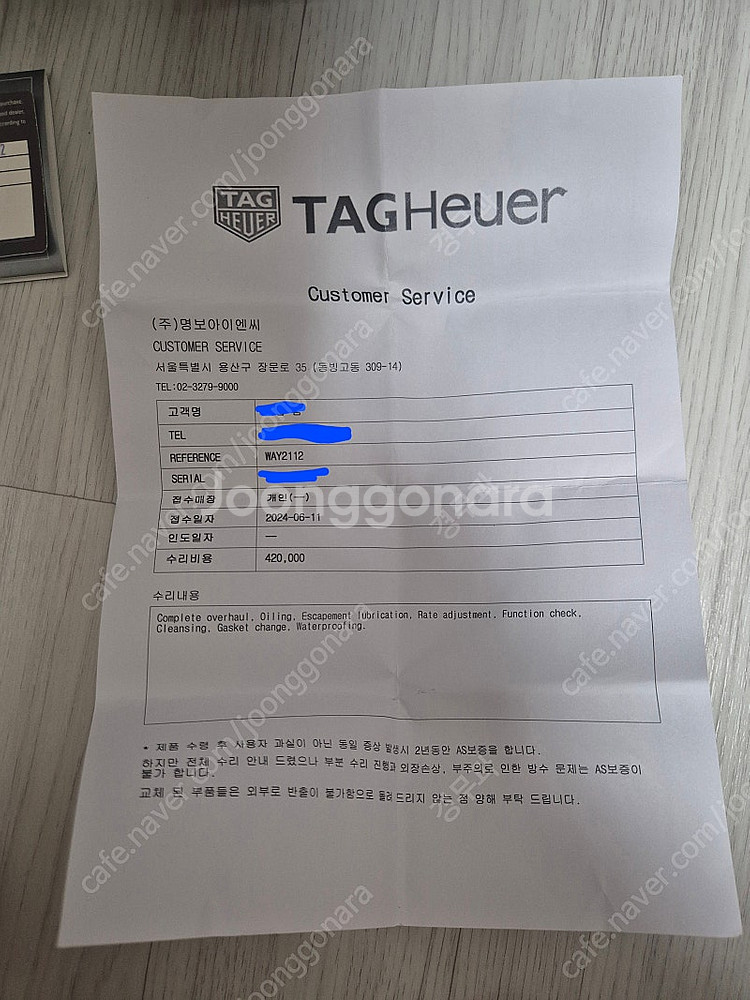 TAG
HEUER
TAGHeuer
Customer Service
(주)명보아이엔씨
CUSTOMER SERVICE
서울특별시 용산구 장문로 35 (동빙고동 309-14)
TEL:02-3279-9000
고객명
TEL
REFERENCE WAY2112
SERIAL
접수매장 개인(一)
접수일자 2024-06-11
인도일자 —
수리비용 420,000
수리내용
Complete overhaul, Oiling, Escapement lubrication, Rate adjustment, Function check,
Cleansing, Gasket change, Waterproofing.
* 제품 수령 후 사용자 과실이 아닌 동일 증상 발생시 2년동안 AS보증을 합니다.
하지만 전체 수리 안내 드렸으나 부분 수리 진행과 외장손상, 부주의로 인한 방수 문제는 AS보증이
불가 합니다.
교체 된 부품들은 외부로 반출이 불가함으로 돌려드리지 않는 점 양해 부탁 드립니다.
joonggonara
cafe.naver.com/joonggonara